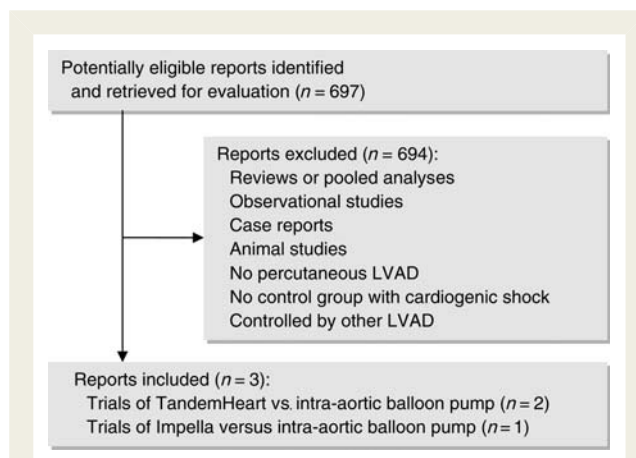 Potentially eligible reports identified
and retrieved for evaluation (n = 697)
Reports excluded (n = 694):
Reviews or pooled analyses
Observational studies
Case reports
Animal studies
No percutaneous LVAD
No control group with cardiogenic shock
Controlled by other LVAD
Reports included (n = 3):
Trials of TandemHeart vs. intra-aortic balloon pump (n = 2)
Trials of Impella versus intra-aortic balloon pump (n = 1)